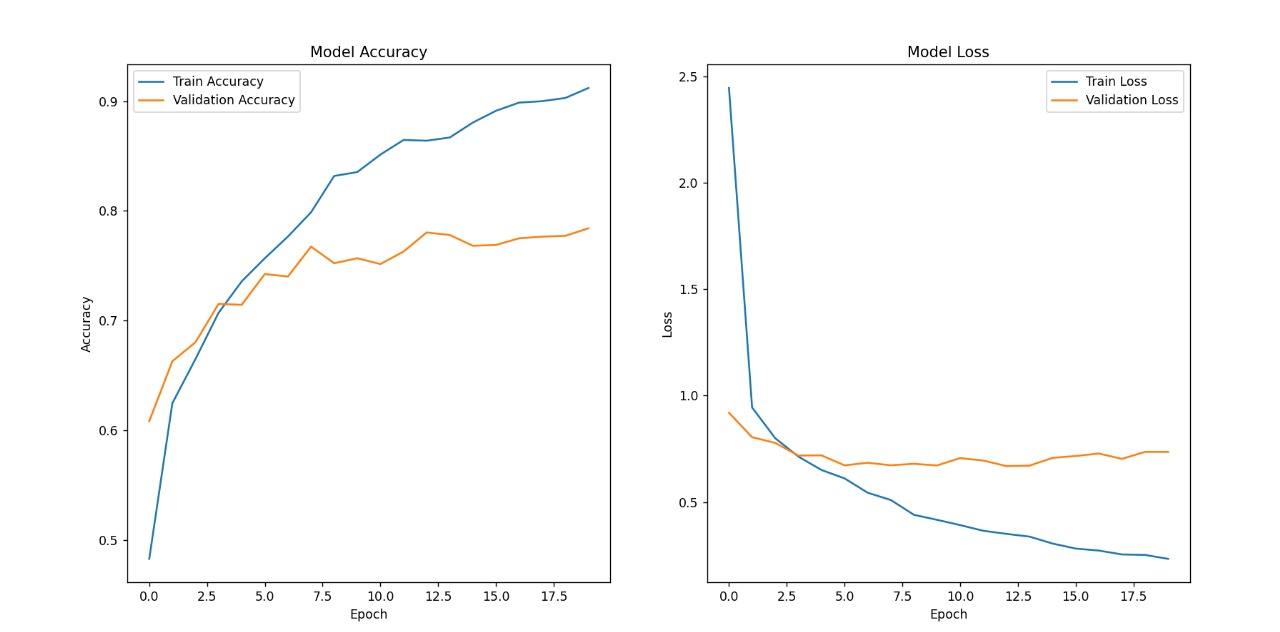 Model Accuracy
Train Accuracy
Validation Accuracy
0.9
0.8
0.7
0.6
0.5
Accuracy
0.0 2.5 5.0 7.5 10.0 12.5 15.0 17.5
Epoch
Model Loss
Train Loss
Validation Loss
2.5
2.0
1.5
1.0
0.5
Loss
0.0 2.5 5.0 7.5 10.0 12.5 15.0 17.5
Epoch